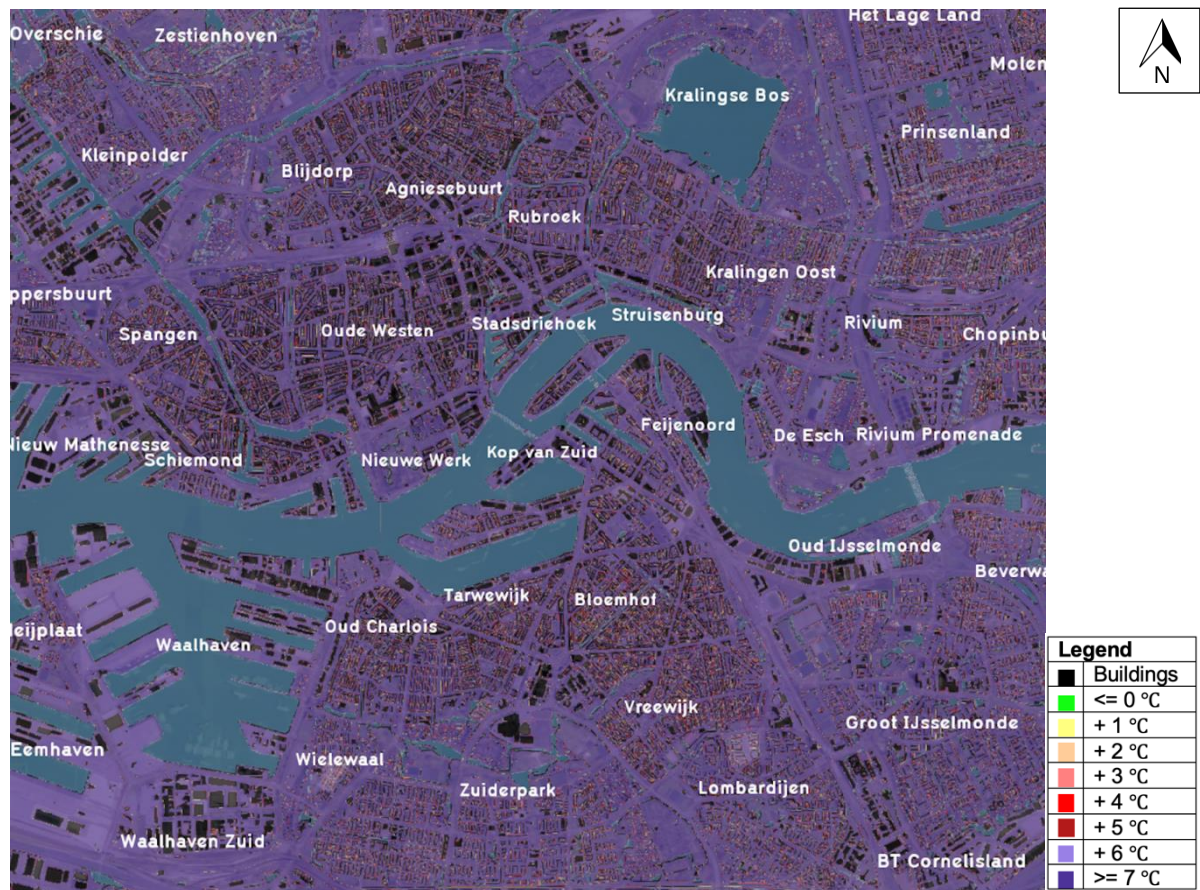 Het Lage Land
Overschie
Zestienhoven
Molen
N
Kralingse Bos
Prinsenland
Kleinpolder
Blijdorp
Agniesebuurt
Rubroek
Kralingen Oost
ppersbuurt
Spangen
Oude Westen
Stadsdriehoek
Struisenburg
Rivium
Chopinbu
Feijenoord
De Esch
Rivium Promenade
Nieuw Mathenesse
Schiemond
Nieuwe Werk
Kop van Zuid
Oud IJsselmonde
Beverwa
Tarwewijk
Bloemhof
eijplaat
Oud Charlois
Waalhaven
Vreewijk
Groot IJsselmonde
Eemhaven
Wielewaal
Zuiderpark
Lombardijen
Waalhaven Zuid
BT Cornelisland
Legend
Buildings
<= 0 °C
+ 1 °C
+ 2 °C
+ 3 °C
+ 4 °C
+ 5 °C
+ 6 °C
>= 7 °C